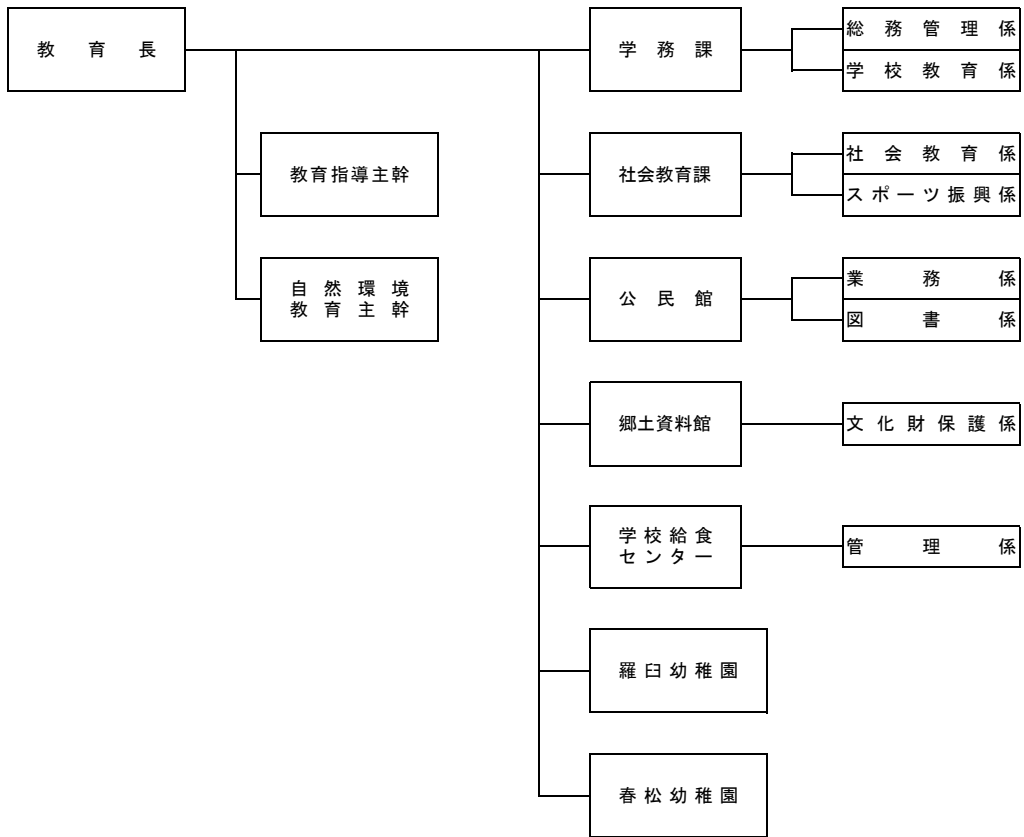 教育長
学務課
総務管理係
学校教育係
教育指導主幹
社会教育課
社会教育係
スポーツ振興係
自然環境
教育主幹
公民館
業務係
図書係
郷土資料館
文化財保護係
学校給食
センター
管理係
羅臼幼稚園
春松幼稚園